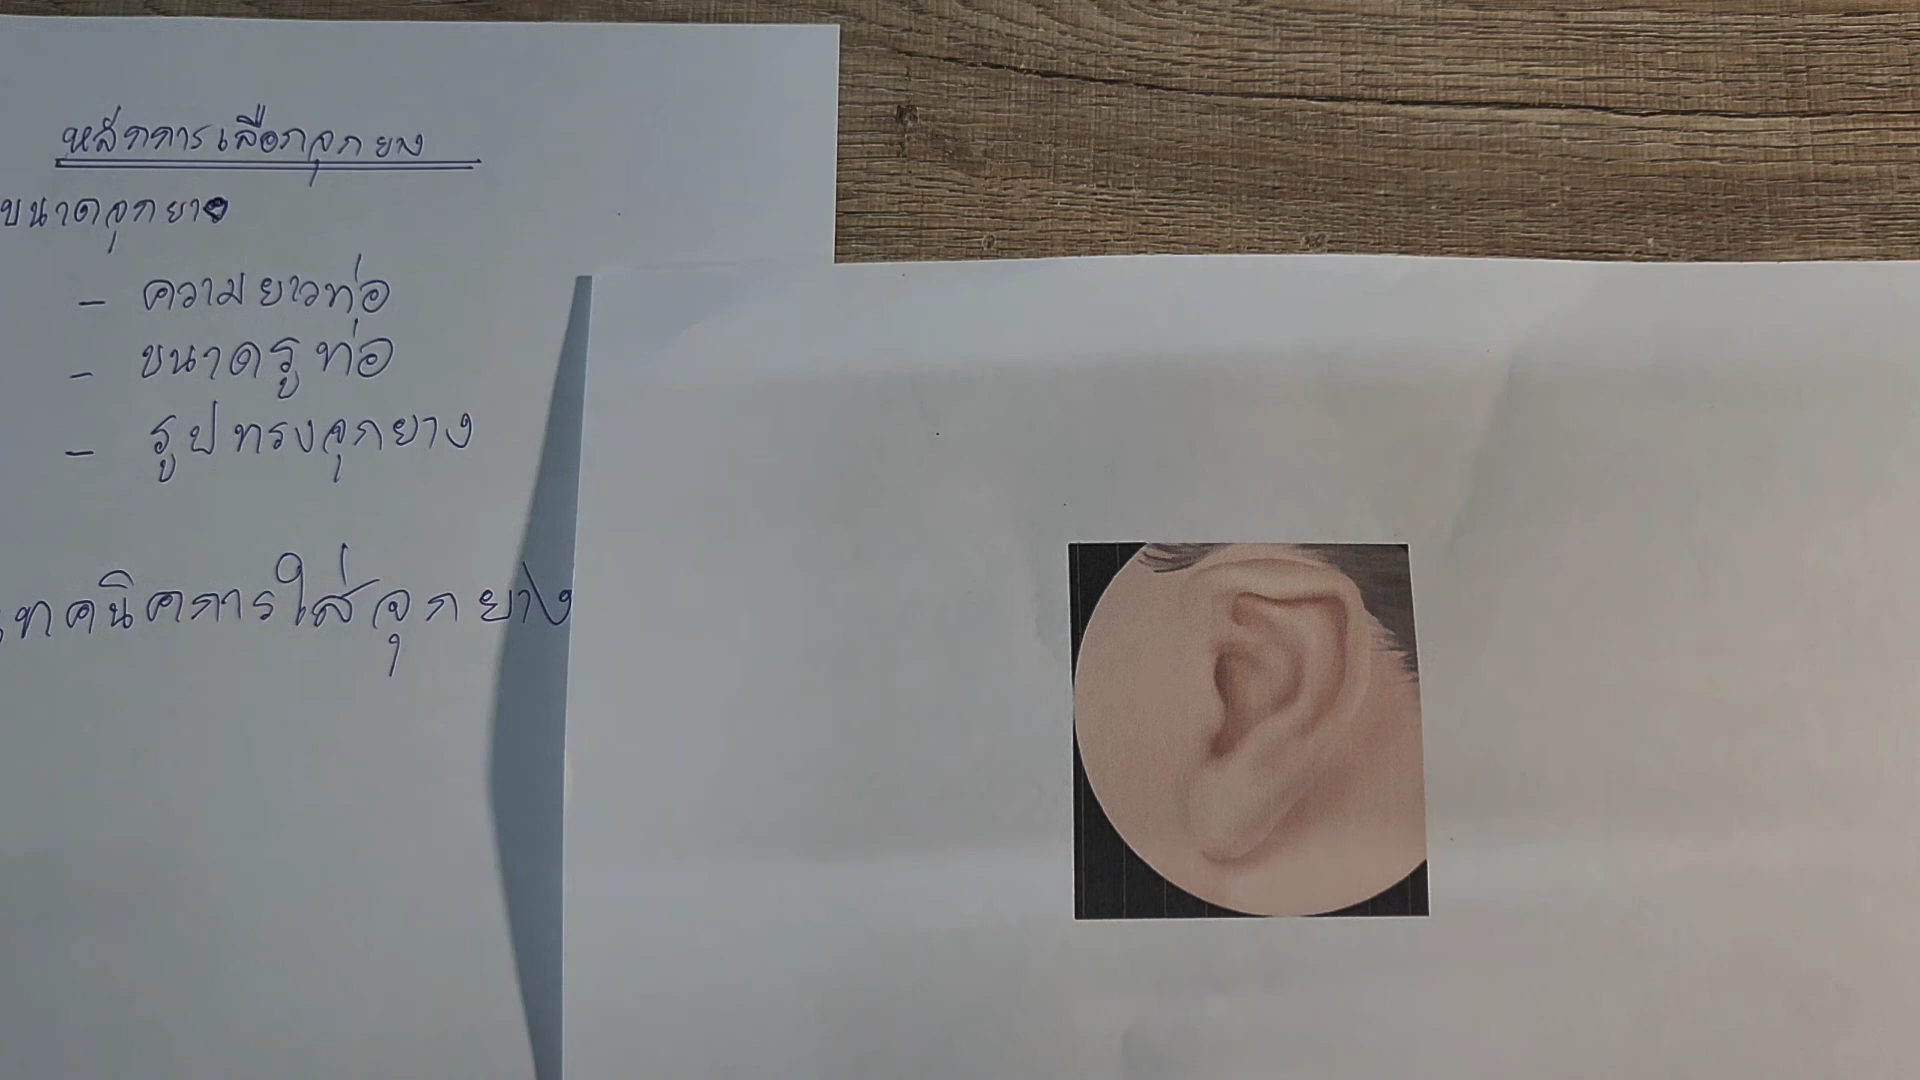 หลักการเลือกจุกยาง
ขนาดจุกยาง
- ความยาวท่อ
- ขนาดรูท่อ
- รูปทรงจุกยาง
เทคนิคการใส่จุกยาง